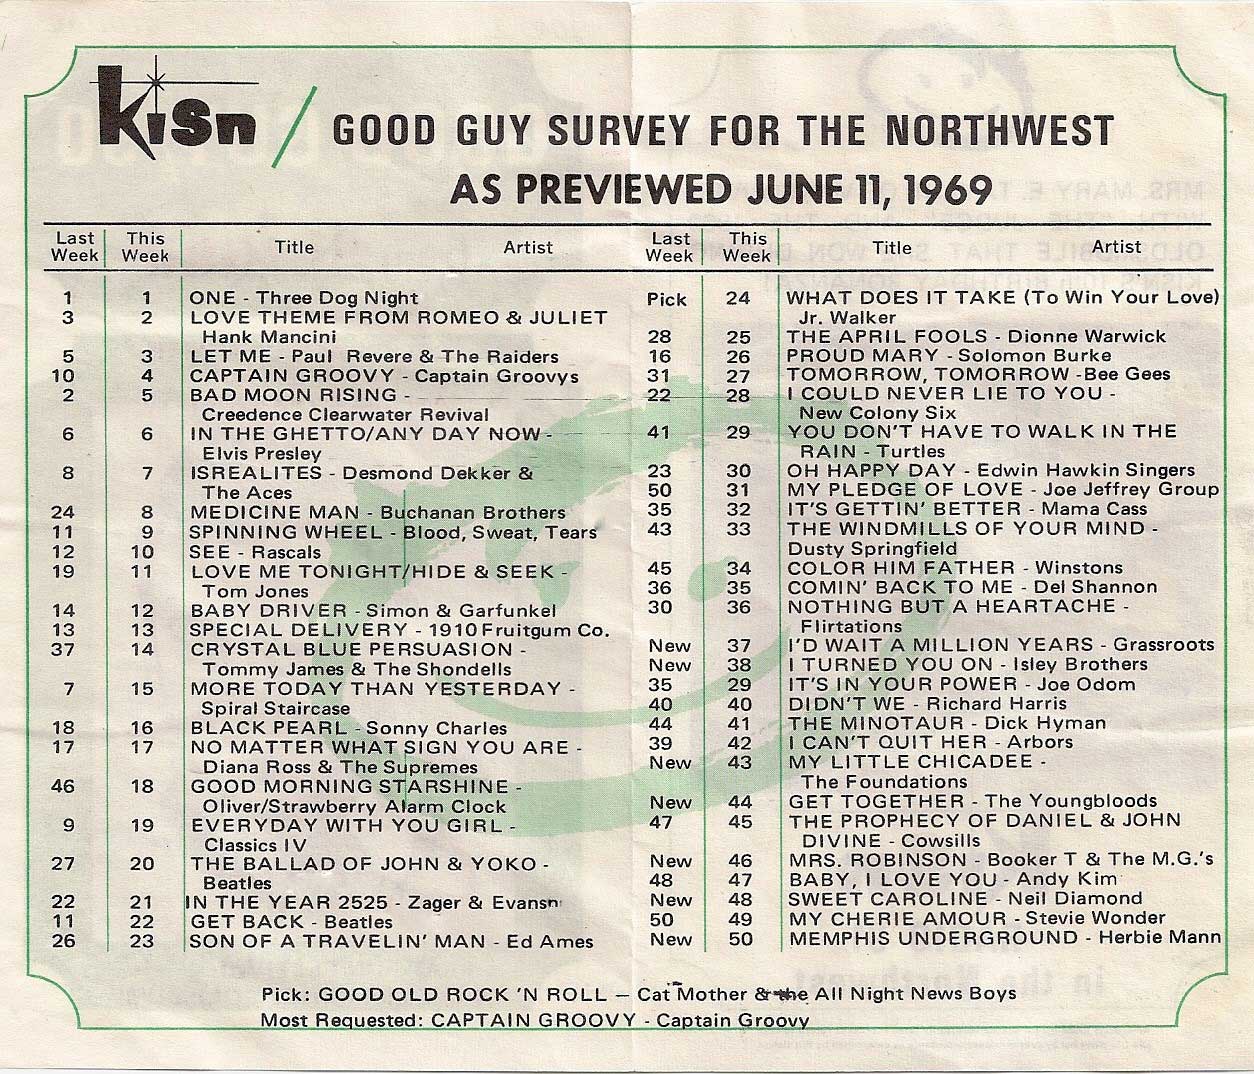 kisn / GOOD GUY SURVEY FOR THE NORTHWEST
AS PREVIEWED JUNE 11, 1969
Last Week This Week Title Artist
1 1 ONE - Three Dog Night
3 2 LOVE THEME FROM ROMEO & JULIET
Hank Mancini
5 3 LET ME - Paul Revere & The Raiders
10 4 CAPTAIN GROOVY - Captain Groovys
2 5 BAD MOON RISING -
Creedence Clearwater Revival
6 6 IN THE GHETTO/ANY DAY NOW -
Elvis Presley
8 7 ISREALITES - Desmond Dekker &
The Aces
24 8 MEDICINE MAN - Buchanan Brothers
11 9 SPINNING WHEEL - Blood, Sweat, Tears
12 10 SEE - Rascals
19 11 LOVE ME TONIGHT/HIDE & SEEK -
Tom Jones
14 12 BABY DRIVER - Simon & Garfunkel
13 13 SPECIAL DELIVERY - 1910 Fruitgum Co.
37 14 CRYSTAL BLUE PERSUASION -
Tommy James & The Shondells
7 15 MORE TODAY THAN YESTERDAY -
Spiral Staircase
18 16 BLACK PEARL - Sonny Charles
17 17 NO MATTER WHAT SIGN YOU ARE -
Diana Ross & The Supremes
46 18 GOOD MORNING STARSHINE -
Oliver/Strawberry Alarm Clock
9 19 EVERYDAY WITH YOU GIRL -
Classics IV
27 20 THE BALLAD OF JOHN & YOKO -
Beatles
22 21 IN THE YEAR 2525 - Zager & Evansn
11 22 GET BACK - Beatles
26 23 SON OF A TRAVELIN' MAN - Ed Ames
Last Week This Week Title Artist
Pick 24 WHAT DOES IT TAKE (To Win Your Love)
Jr. Walker
28 25 THE APRIL FOOLS - Dionne Warwick
16 26 PROUD MARY - Solomon Burke
31 27 TOMORROW, TOMORROW -Bee Gees
22 28 I COULD NEVER LIE TO YOU -
New Colony Six
41 29 YOU DON'T HAVE TO WALK IN THE
RAIN - Turtles
23 30 OH HAPPY DAY - Edwin Hawkin Singers
50 31 MY PLEDGE OF LOVE - Joe Jeffrey Group
35 32 IT'S GETTIN' BETTER - Mama Cass
43 33 THE WINDMILLS OF YOUR MIND -
Dusty Springfield
45 34 COLOR HIM FATHER - Winstons
36 35 COMIN' BACK TO ME - Del Shannon
30 36 NOTHING BUT A HEARTACHE -
Flirtations
New 37 I'D WAIT A MILLION YEARS - Grassroots
New 38 I TURNED YOU ON - Isley Brothers
35 29 IT'S IN YOUR POWER - Joe Odom
40 40 DIDN'T WE - Richard Harris
44 41 THE MINOTAUR - Dick Hyman
39 42 I CAN'T QUIT HER - Arbors
New 43 MY LITTLE CHICADEE -
The Foundations
New 44 GET TOGETHER - The Youngbloods
47 45 THE PROPHECY OF DANIEL & JOHN
DIVINE - Cowsills
New 46 MRS. ROBINSON - Booker T & The M.G.'s
48 47 BABY, I LOVE YOU - Andy Kim
New 48 SWEET CAROLINE - Neil Diamond
50 49 MY CHERIE AMOUR - Stevie Wonder
New 50 MEMPHIS UNDERGROUND - Herbie Mann
Pick: GOOD OLD ROCK 'N ROLL – Cat Mother & the All Night News Boys
Most Requested: CAPTAIN GROOVY - Captain Groovy